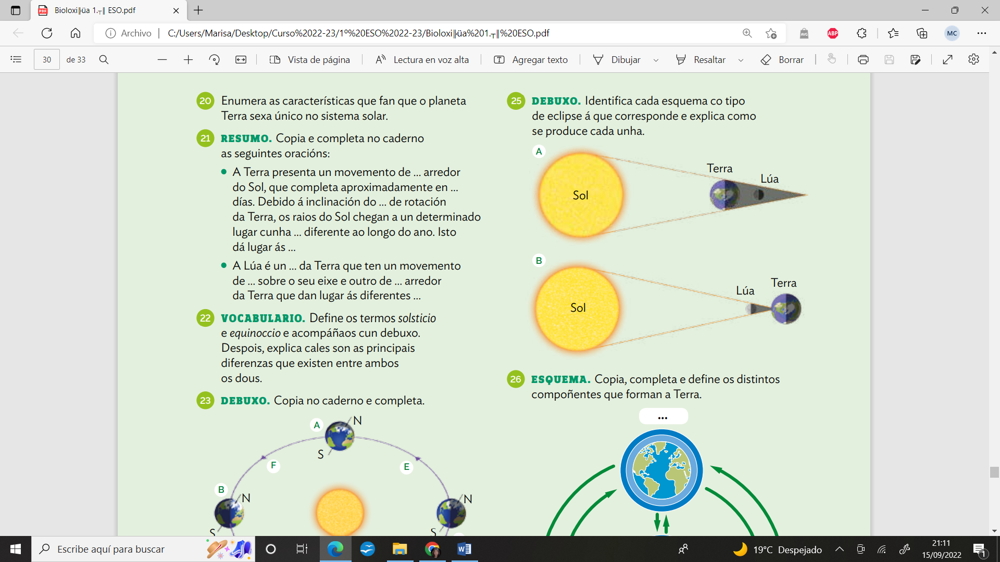 Bioloxi╠üa 1.┬║ ESO.pdf
Archivo
C:/Users/Marisa/Desktop/Curso%2022-23/1º%20ESO%2022-23/Bioloxi╠üa%201.┬║%20ESO.pdf
AVG
ABP
MC
30 de 33
Vista de página
Lectura en voz alta
Agregar texto
Dibujar
Resaltar
Borrar
20 Enumera as características que fan que o planeta
Terra sexa único no sistema solar.
21 RESUMO. Copia e completa no caderno
as seguintes oracións:
• A Terra presenta un movemento de ... arredor
do Sol, que completa aproximadamente en ...
días. Debido á inclinación do ... de rotación
da Terra, os raios do Sol chegan a un determinado
lugar cunha ... diferente ao longo do ano. Isto
dá lugar ás ...
• A Lúa é un ... da Terra que ten un movemento
de ... sobre o seu eixe e outro de ... arredor
da Terra que dan lugar ás diferentes ...
22 VOCABULARIO. Define os termos solsticio
e equinoccio e acompáñaos cun debuxo.
Despois, explica cales son as principais
diferenzas que existen entre ambos
os dous.
23 DEBUXO. Copia no caderno e completa.
A
N
S
F
E
B
N
S
N
S
25 DEBUXO. Identifica cada esquema co tipo
de eclipse á que corresponde e explica como
se produce cada unha.
A
Sol
Terra
Lúa
B
Sol
Lúa
Terra
26 ESQUEMA. Copia, completa e define os distintos
compoñentes que forman a Terra.
...
Escribe aquí para buscar
19°C Despejado
21:11
15/09/2022
1